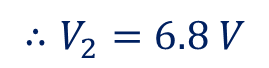 ∴ V₂ = 6.8 V